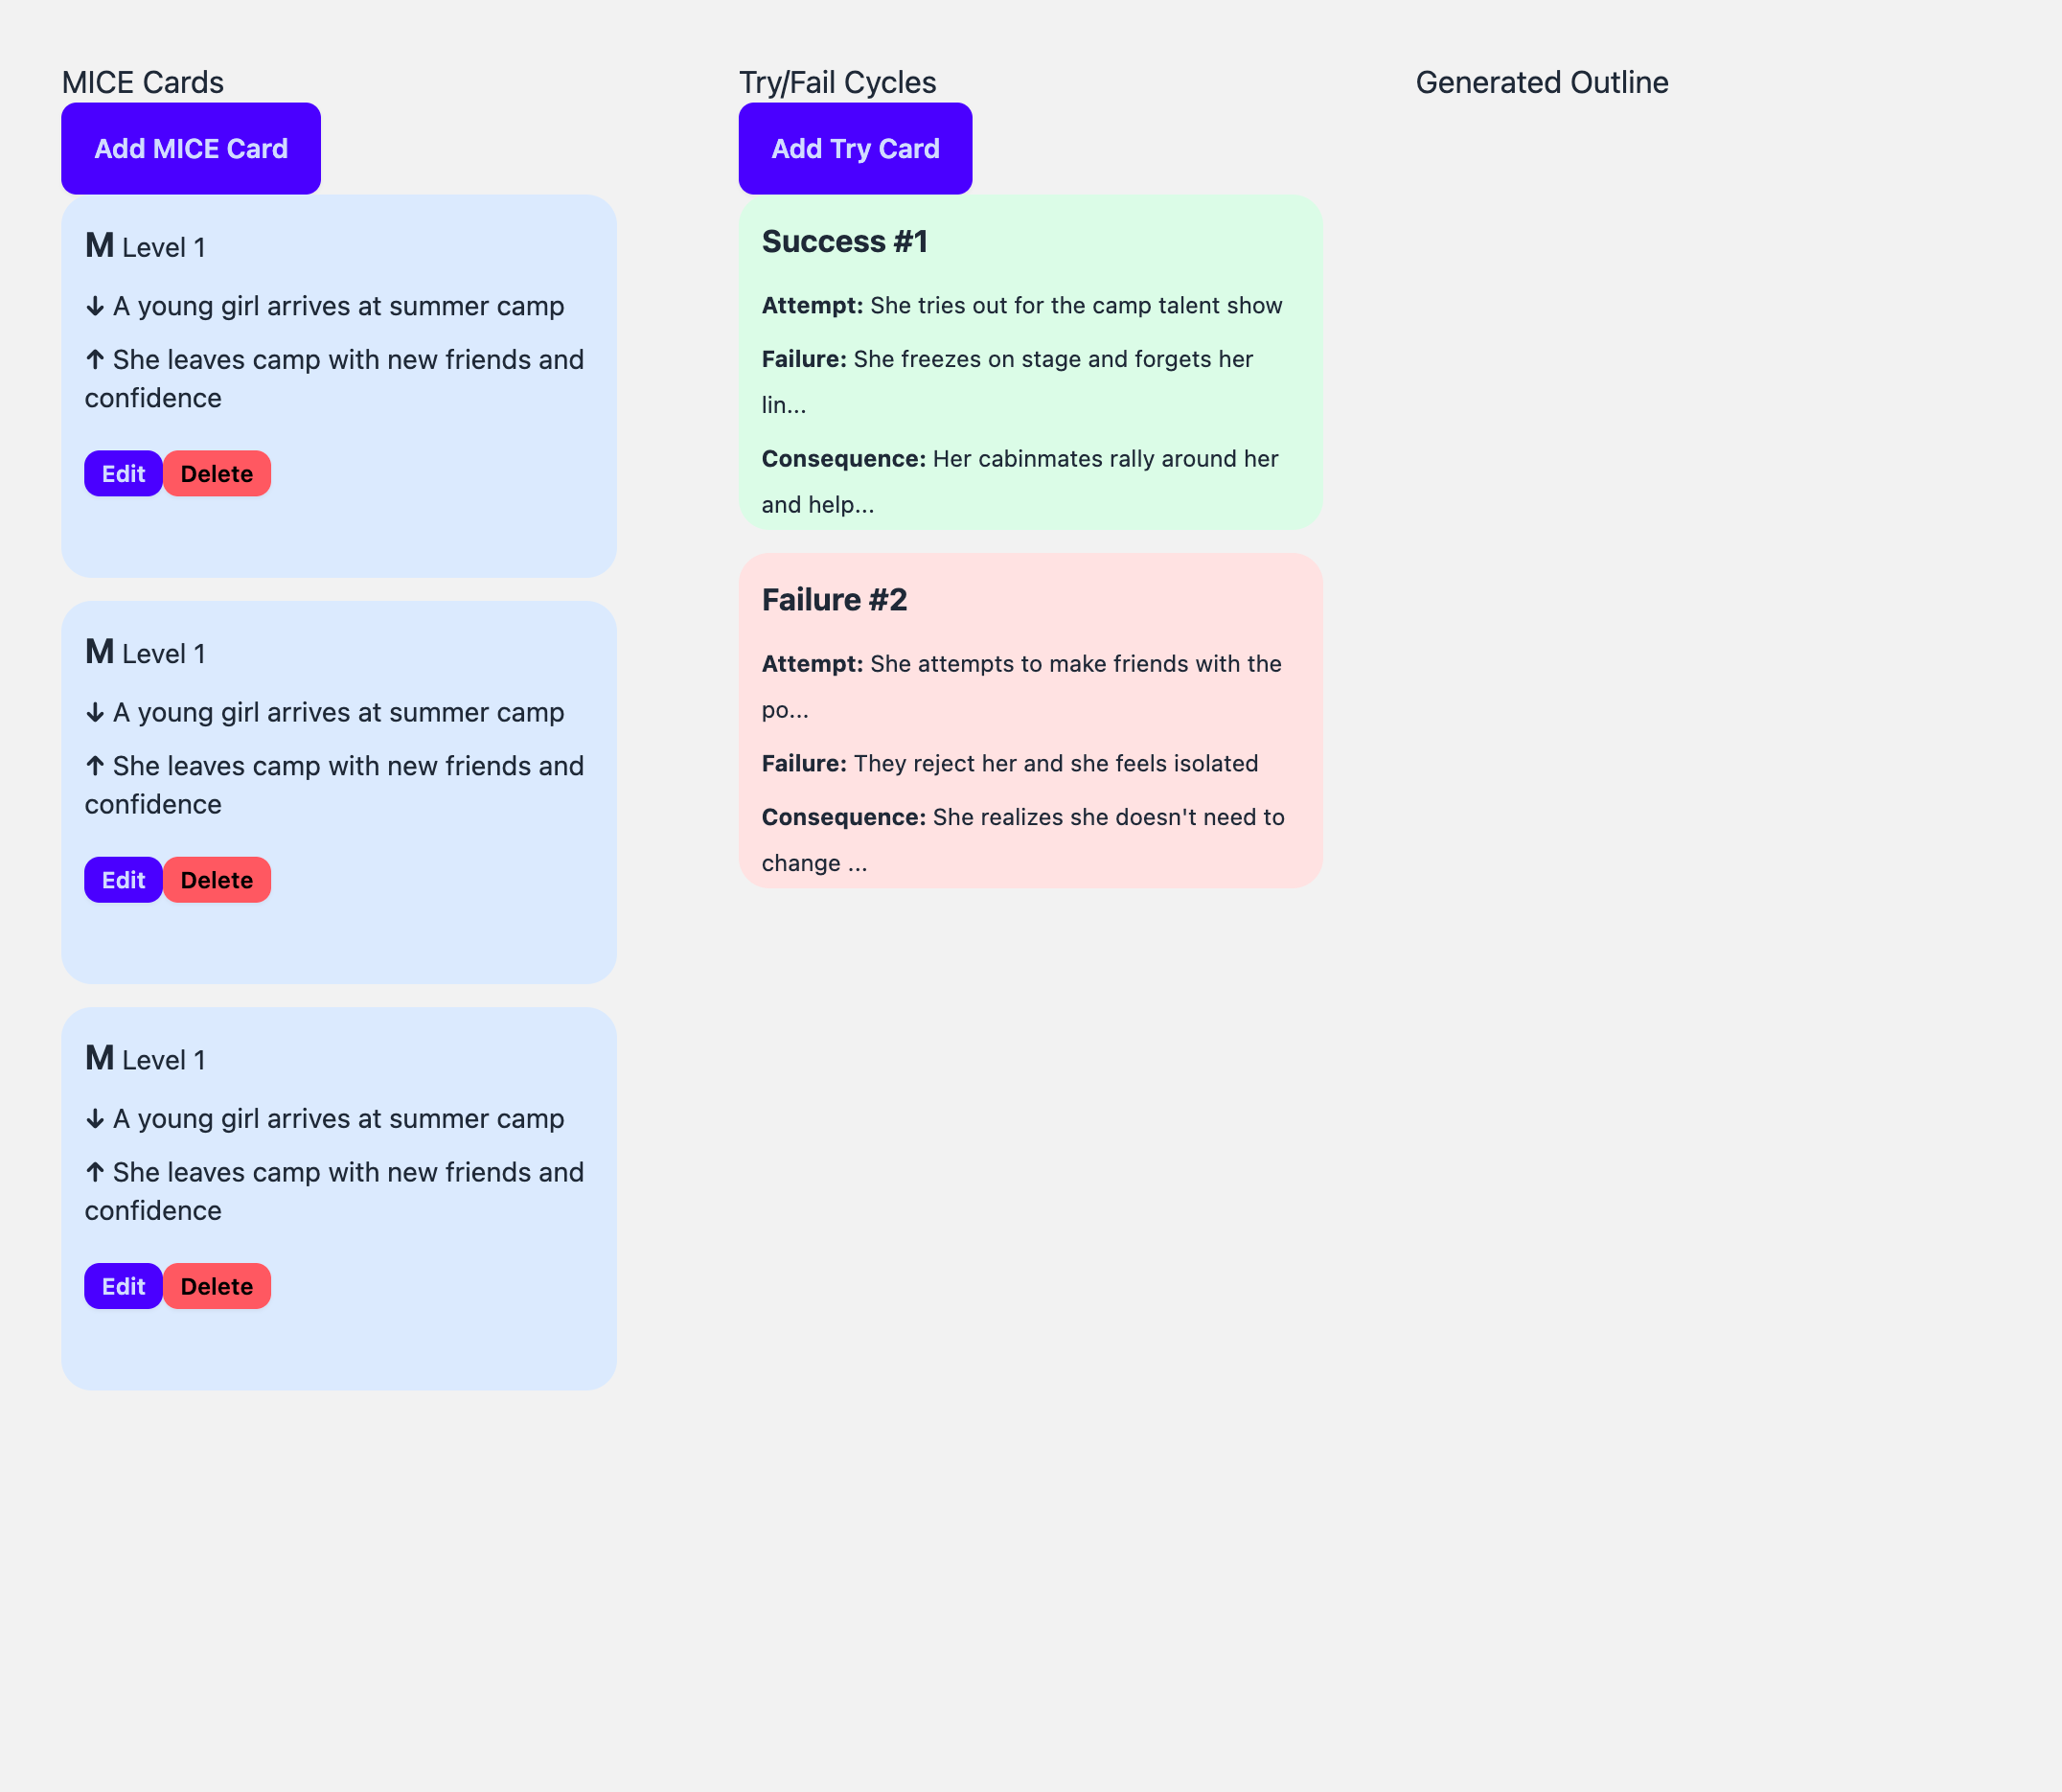 MICE Cards
Add MICE Card
M Level 1
↓ A young girl arrives at summer camp
↑ She leaves camp with new friends and
confidence
Edit Delete
M Level 1
↓ A young girl arrives at summer camp
↑ She leaves camp with new friends and
confidence
Edit Delete
M Level 1
↓ A young girl arrives at summer camp
↑ She leaves camp with new friends and
confidence
Edit Delete
Try/Fail Cycles
Add Try Card
Success #1
Attempt: She tries out for the camp talent show
Failure: She freezes on stage and forgets her
lin...
Consequence: Her cabinmates rally around her
and help...
Failure #2
Attempt: She attempts to make friends with the
po...
Failure: They reject her and she feels isolated
Consequence: She realizes she doesn't need to
change ...
Generated Outline